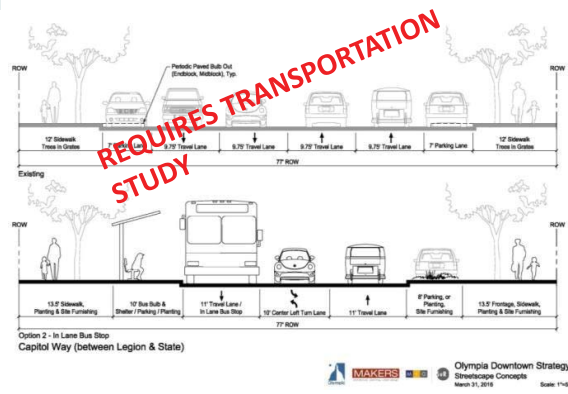 REQUIRES TRANSPORTATION
STUDY
Periodic Paved Bulb Out
(Endblock, Midblock), Typ.
ROW
ROW
12' Sidewalk
Trees in Grates
7' Parking Lane
9.75' Travel Lane
9.75' Travel Lane
9.75' Travel Lane
9.75' Travel Lane
7' Parking Lane
12' Sidewalk
Trees in Grates
77' ROW
Existing
ROW
ROW
13.5' Sidewalk,
Planting & Site Furnishing
10' Bus Bulb &
Shelter / Parking / Planting
11' Travel Lane /
In Lane Bus Stop
10' Center Left Turn Lane
11' Travel Lane
8' Parking, or
Planting,
Site Furnishing
13.5' Frontage, Sidewalk,
Planting & Site Furnishing
77' ROW
Option 2 - In Lane Bus Stop
Capitol Way (between Legion & State)
Olympia
MAKERS
Olympia Downtown Strategy
Streetscape Concepts
March 31, 2016